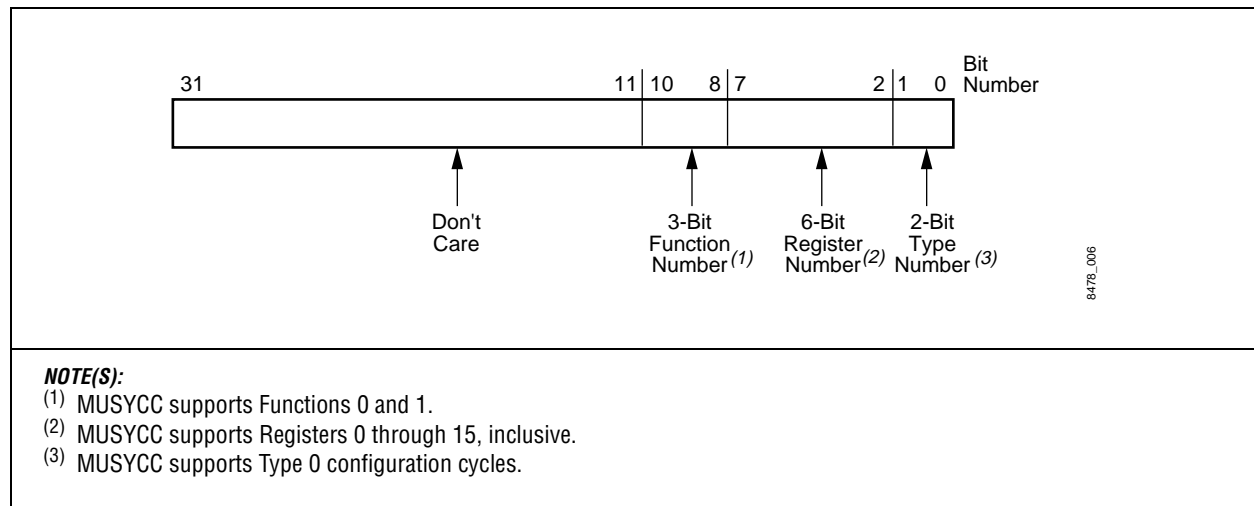 Bit
31 11 10 8 7 2 1 0 Number
Don't
Care
3-Bit
Function
Number(1)
6-Bit
Register
Number(2)
2-Bit
Type
Number(3)
8478_006
NOTE(S):
(1) MUSYCC supports Functions 0 and 1.
(2) MUSYCC supports Registers 0 through 15, inclusive.
(3) MUSYCC supports Type 0 configuration cycles.